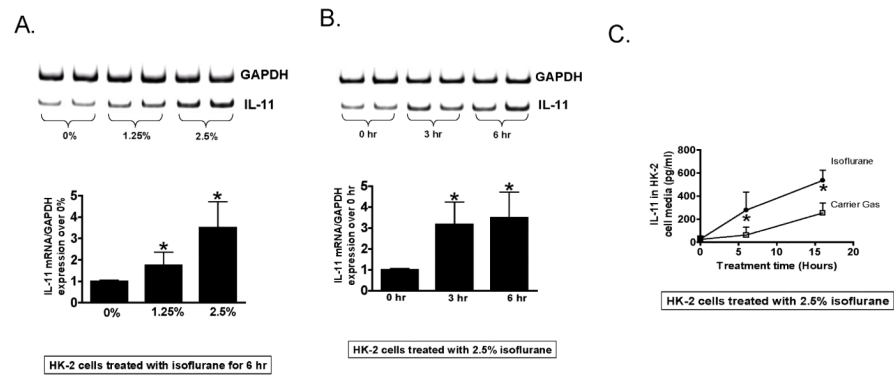 A.
GAPDH
IL-11
0%
1.25%
2.5%
IL-11 mRNA/GAPDH
expression over 0%
5
4
3
2
1
0
*
*
0%
1.25%
2.5%
HK-2 cells treated with isoflurane for 6 hr
B.
GAPDH
IL-11
0 hr
3 hr
6 hr
IL-11 mRNA/GAPDH
expression over 0 hr
5
4
3
2
1
0
*
*
0 hr
3 hr
6 hr
HK-2 cells treated with 2.5% isoflurane
C.
IL-11 in HK-2
cell media (pg/ml)
800
600
400
200
0
Isoflurane
*
*
Carrier Gas
0
5
10
15
20
Treatment time (Hours)
HK-2 cells treated with 2.5% isoflurane